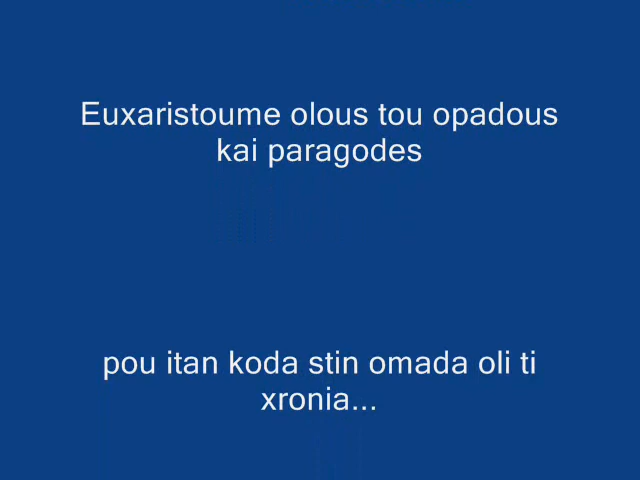 Euxaristoume olous tou opadous
kai paragodes
pou itan koda stin omada oli ti
xronia...